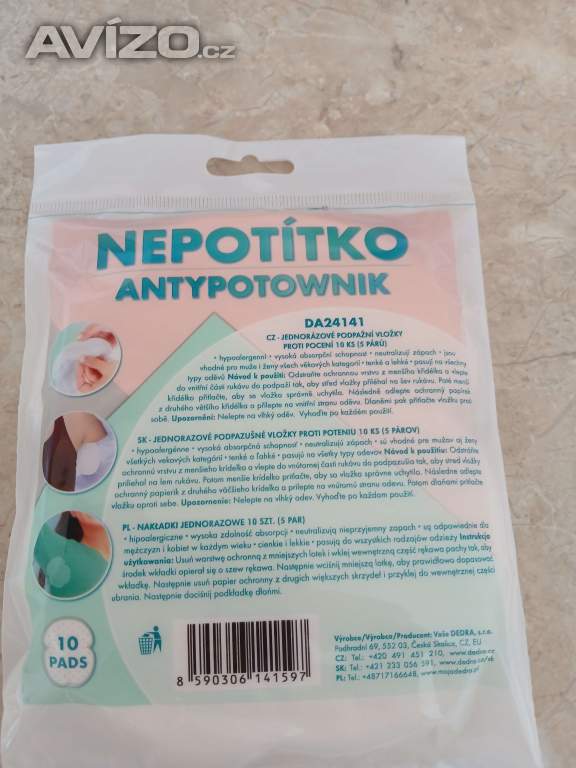 AVÍZO.cz
NEPOTÍTKO
ANTYPOTOWNIK
DA24141
CZ - JEDNORÁZOVÉ PODPAŽNÍ VLOŽKY
PROTI POCENÍ 10 KS (5 PÁRŮ)
• hypoalergenní • vysoká absorpční schopnost • neutralizují zápach • jsou
vhodné pro muže i ženy všech věkových kategorií • tenké a lehké • pasují na všechny
typy oděvů Návod k použití: Odstraňte ochrannou vrstvu z menšího křidélka a vlepte
do vnitřní části rukávu do podpaží tak, aby střed vložky přiléhal na lem rukávu. Poté menší
křidélko přitlačte, aby se vložka správně uchytila. Následně odlepte ochranný papírek
z druhého většího křidélka a přilepte na vnitřní stranu oděvu. Dlaněmi pak přitlačte vložku proti
sobě. Upozornění: Nelepte na vlhký oděv. Vyhoďte po každém použití.
SK - JEDNORAZOVÉ PODPAZUŠNÉ VLOŽKY PROTI POTENIU 10 KS (5 PÁROV)
• hypoalergénne • vysoká absorpčná schopnosť • neutralizujú zápach • sú vhodné pre mužov aj ženy
všetkých vekových kategórií • tenké a ľahké • pasujú na všetky typy odevov Návod k použitiu: Odstráňte
ochrannú vrstvu z menšieho krídelka a vlepte do vnútornej časti rukávu do podpazušia tak, aby stred vložky
priliehal na lem rukávu. Potom menšie krídelko pritlačte, aby sa vložka správne uchytila. Následne odlepte
ochranný papierik z druhého väčšieho krídelka a prilepte na vnútornú stranu odevu. Potom dlaňami pritlačte
vložku oproti sebe. Upozornenie: Nelepte na vlhký odev. Vyhoďte po každom použití.
PL - NAKŁADKI JEDNORAZOWE 10 SZT. (5 PAR)
• hipoalergiczne • wysoka zdolność absorpcji • neutralizują nieprzyjemny zapach • są odpowiednie dla
mężczyzn i kobiet w każdym wieku • cienkie i lekkie • pasują do wszystkich rodzajów odzieży Instrukcja
użytkowania: Usuń warstwę ochronną z mniejszych łatek i wklej wewnętrzną część rękawa pachy tak, aby
środek wkładki opierał się o szew rękawa. Następnie wciśnij mniejszą łatkę, aby prawidłowo dopasować
wkładkę. Następnie usuń papier ochronny z drugich większych skrzydeł i przyklej do wewnętrznej części
ubrania. Następnie dociśnij podkładkę dłońmi.
10
PADS
8 590306 141597
Výrobce/Výrobca/Producent: Vaše DEDRA, s.r.o.
Podhradní 69, 552 03, Česká Skalice, CZ, EU
CZ: Tel.: +420 491 451 210, www.dedra.cz
SK: Tel.: +421 233 056 591, www.dedra.cz/sk
PL: Tel.: +48717166648, www.mojadedra.pl